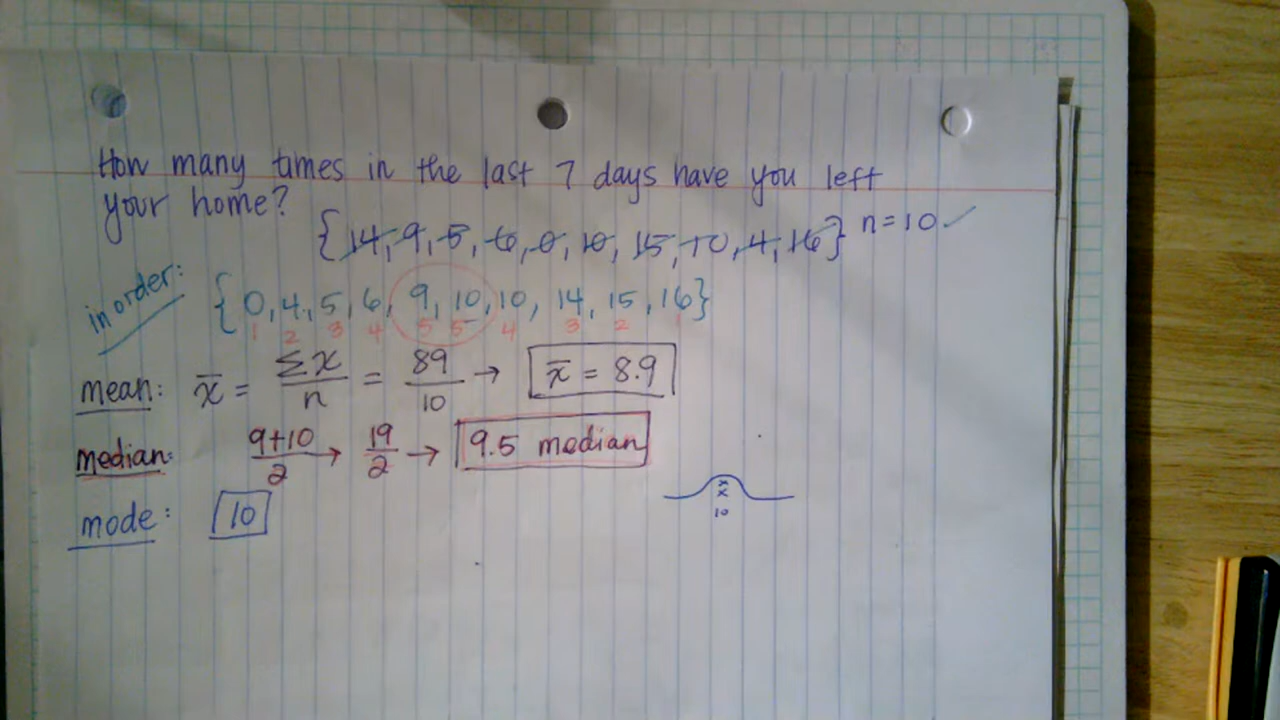 How many times in the last 7 days have you left
your home?
{14, 9, 5, 6, 0, 10, 15, 10, 4, 16} n=10 ✓
in order: {0, 4, 5, 6, 9, 10, 10, 14, 15, 16}
1 2 3 4 5 5 4 3 2 1
mean: x̄ = Σx/n = 89/10 → x̄ = 8.9
median: 9+10/2 → 19/2 → 9.5 median
mode: 10
x
x
10